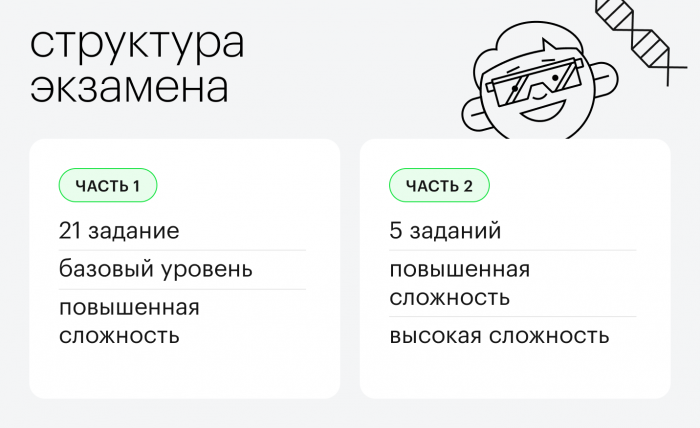 структура
экзамена
ЧАСТЬ 1
21 задание
базовый уровень
повышенная
сложность
ЧАСТЬ 2
5 заданий
повышенная
сложность
высокая сложность